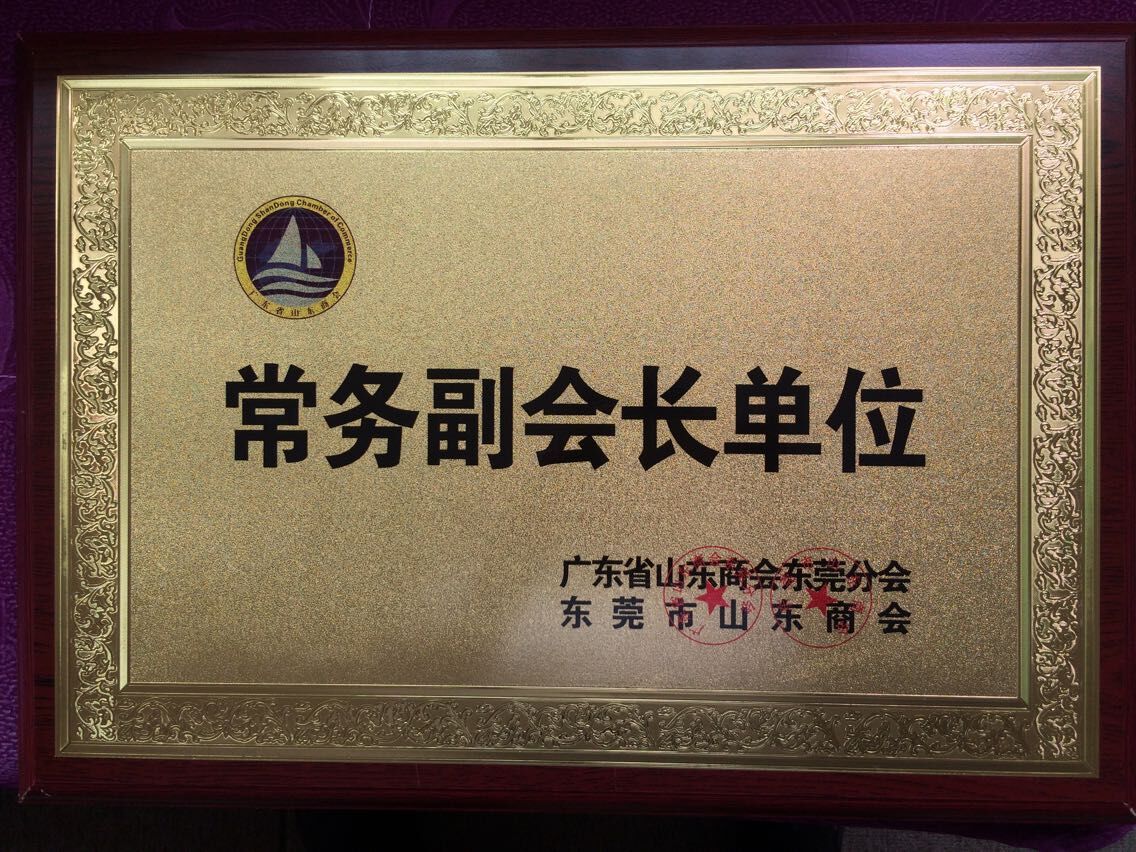 GuangDong ShanDong Chamber of Commerce
广东省山东商会
常务副会长单位
广东省山东商会东莞分会
东莞市山东商会